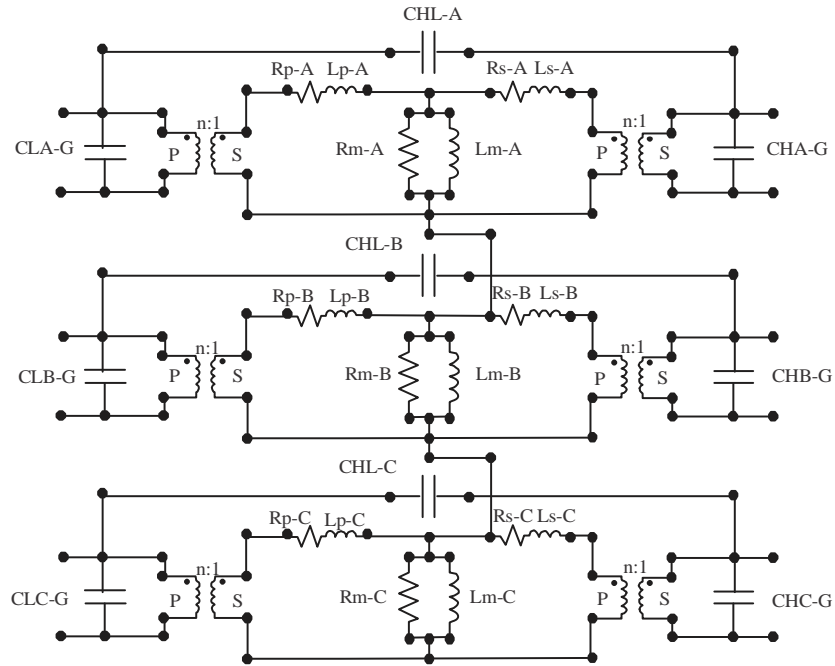 CHL-A
Rp-A Lp-A Rs-A Ls-A
n:1 n:1
CLA-G P S Rm-A Lm-A P S CHA-G
CHL-B
Rp-B Lp-B Rs-B Ls-B
n:1 n:1
CLB-G P S Rm-B Lm-B P S CHB-G
CHL-C
Rp-C Lp-C Rs-C Ls-C
n:1 n:1
CLC-G P S Rm-C Lm-C P S CHC-G